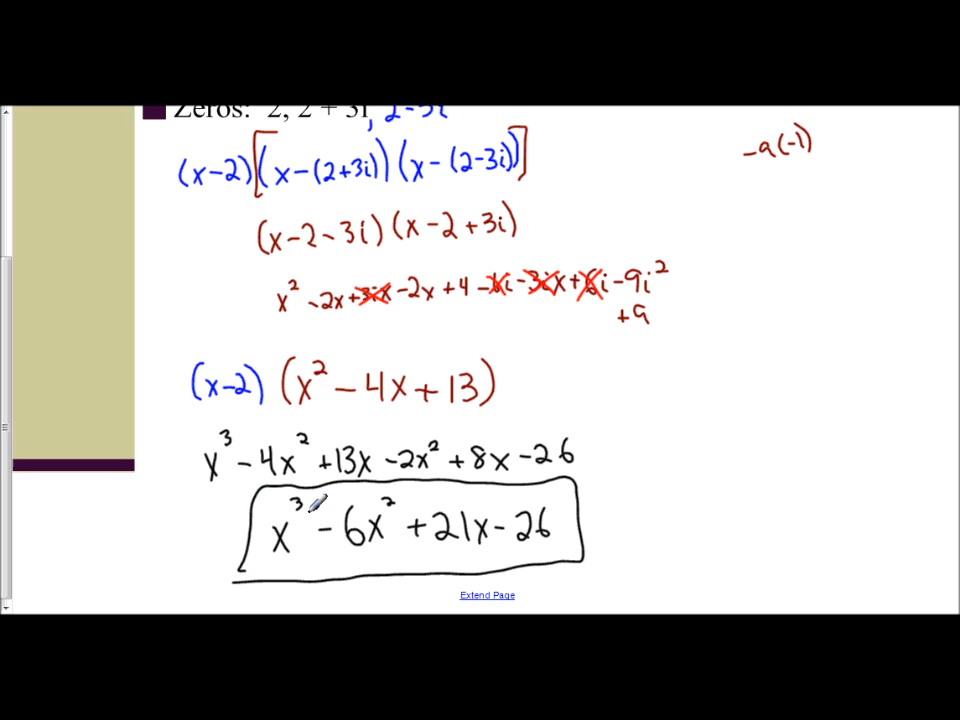 Zeros: 2, 2 + 3i, 2-3i
-9(-1)
(x-2)[(x-(2+3i))(x-(2-3i))]
(x-2-3i)(x-2+3i)
x² -2x+3ix-2x+4-6i-3ix+6i-9i²
+9
(x-2) (x²-4x+13)
x³-4x²+13x-2x²+8x-26
x³-6x²+21x-26
Extend Page